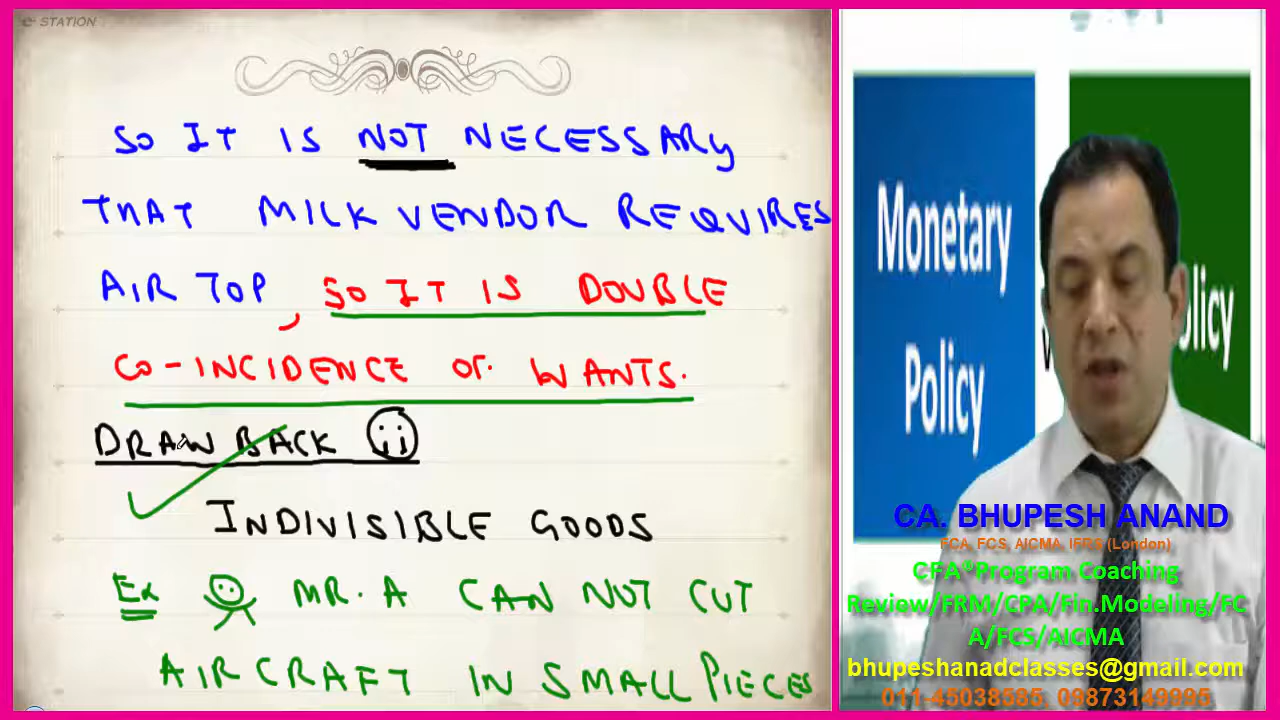 e-STATION
SO IT IS NOT NECESSARY
THAT MILK VENDOR REQUIRES
AIR TOP, SO IT IS DOUBLE
CO-INCIDENCE OF WANTS.
DRAW BACK
INDIVISIBLE GOODS
Ex MR. A CAN NOT CUT
AIRCRAFT IN SMALL PIECES
Monetary
Policy
olicy
CA. BHUPESH ANAND
FCA, FCS, AICMA, IFRS (London)
CFA®Program Coaching
Review/FRM/CPA/Fin.Modeling/FC
A/FCS/AICMA
bhupeshanadclasses@gmail.com
011-45038585, 09873149995